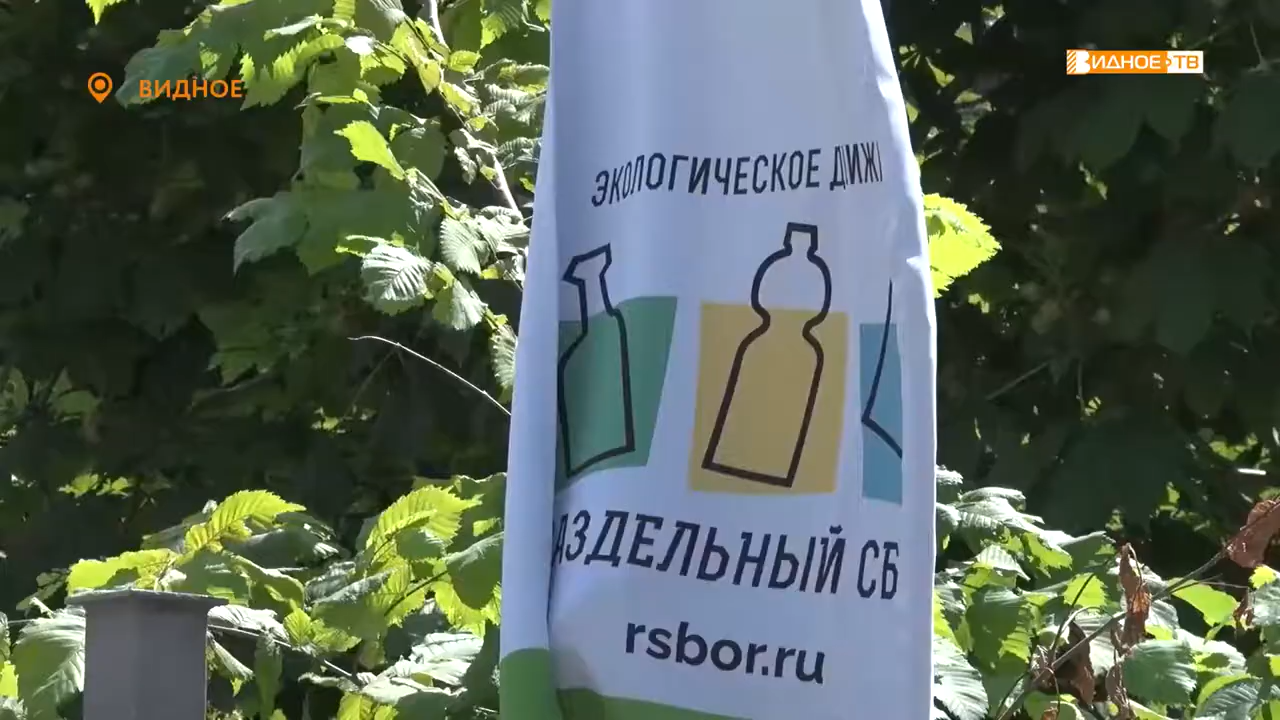 ВИДНОЕ
ВИДНОЕ ТВ
ЭКОЛОГИЧЕСКОЕ ДВИЖ
АЗДЕЛЬНЫЙ СБ
rsbor.ru